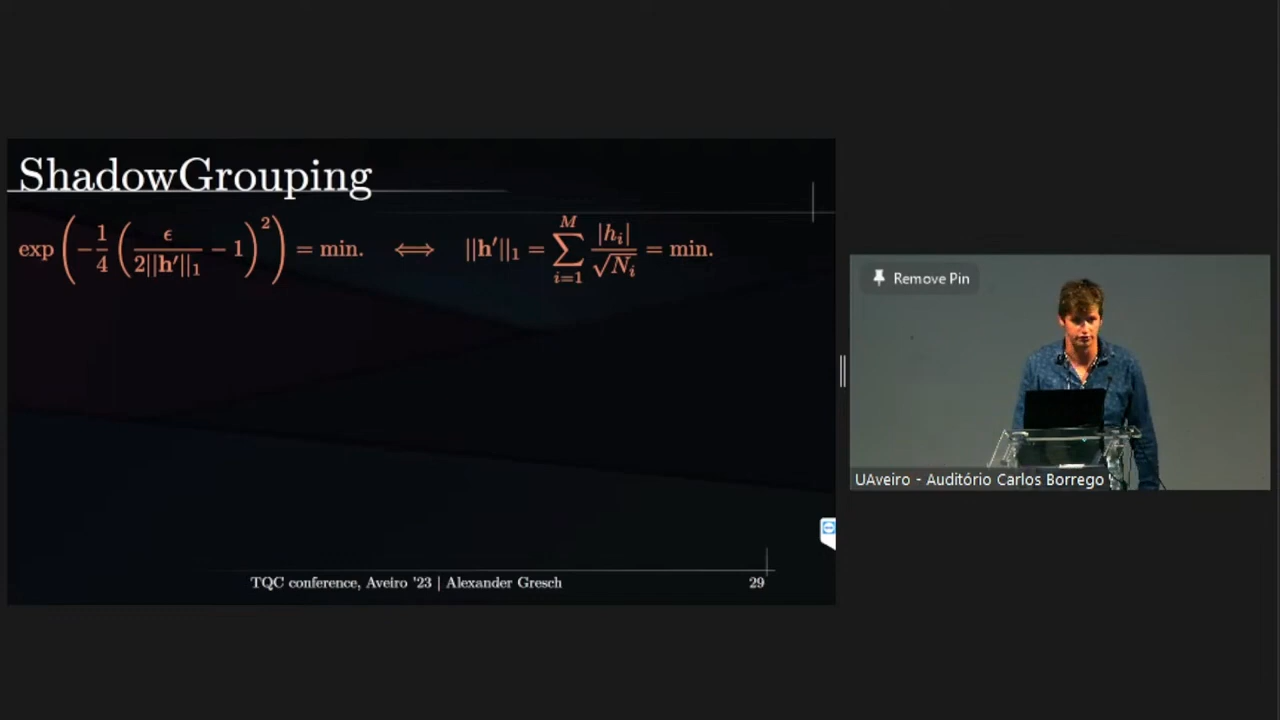 ShadowGrouping
exp(−1/4 (ϵ/(2||h′||₁) − 1)²) = min. ⟺ ||h′||₁ = ∑_{i=1}^{M} |hᵢ|/√Nᵢ = min.
TQC conference, Aveiro '23 | Alexander Gresch
29
Remove Pin
UAveiro - Auditório Carlos Borrego